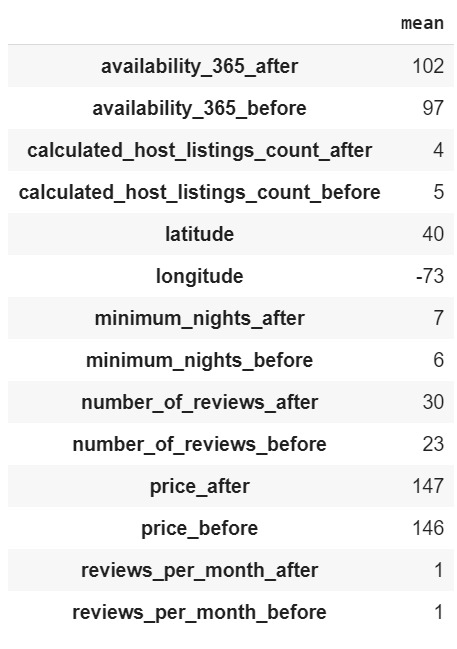 mean
availability_365_after 102
availability_365_before 97
calculated_host_listings_count_after 4
calculated_host_listings_count_before 5
latitude 40
longitude -73
minimum_nights_after 7
minimum_nights_before 6
number_of_reviews_after 30
number_of_reviews_before 23
price_after 147
price_before 146
reviews_per_month_after 1
reviews_per_month_before 1